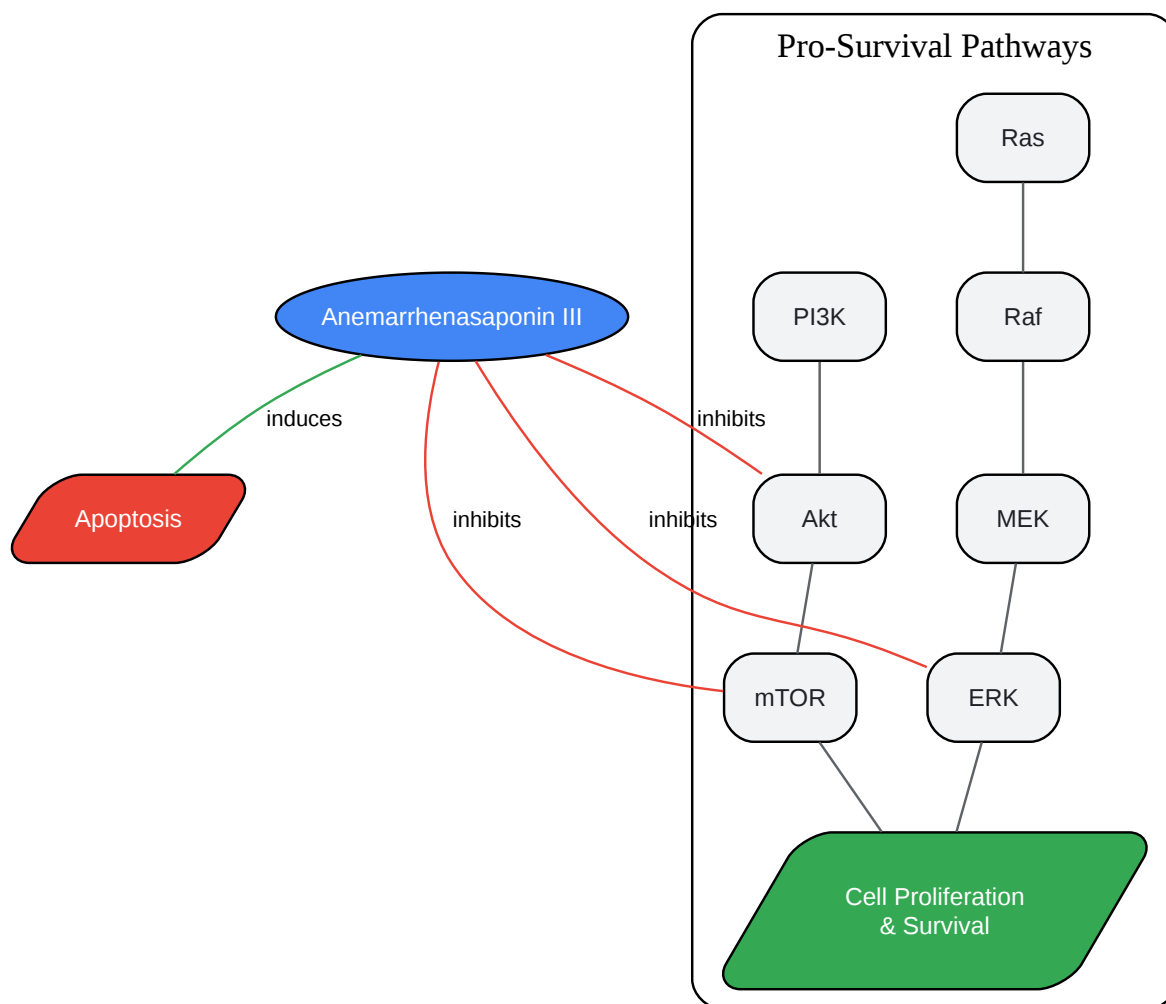 Pro-Survival Pathways
Ras
Anemarrhenasaponin III
PI3K
Raf
induces
inhibits
Apoptosis
inhibits
inhibits
Akt
MEK
mTOR
ERK
Cell Proliferation
& Survival